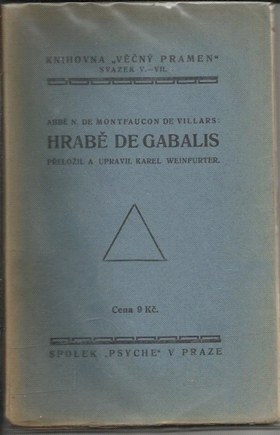 KNIHOVNA „VĚČNÝ PRAMEN“
SVAZEK V.-VII.
ABBÉ N. DE MONTFAUCON DE VILLARS:
HRABĚ DE GABALIS
PŘELOŽIL A UPRAVIL KAREL WEINFURTER.
Cena 9 Kč.
SPOLEK „PSYCHE“ V PRAZE